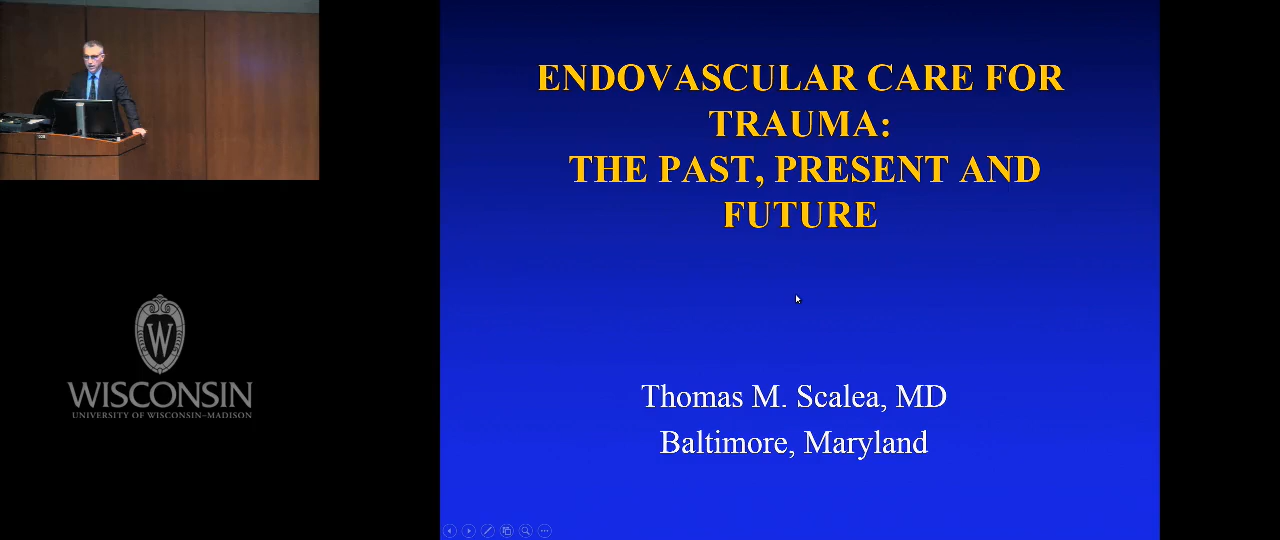 ENDOVASCULAR CARE FOR
TRAUMA:
THE PAST, PRESENT AND
FUTURE
Thomas M. Scalea, MD
Baltimore, Maryland
W
WISCONSIN
UNIVERSITY OF WISCONSIN–MADISON